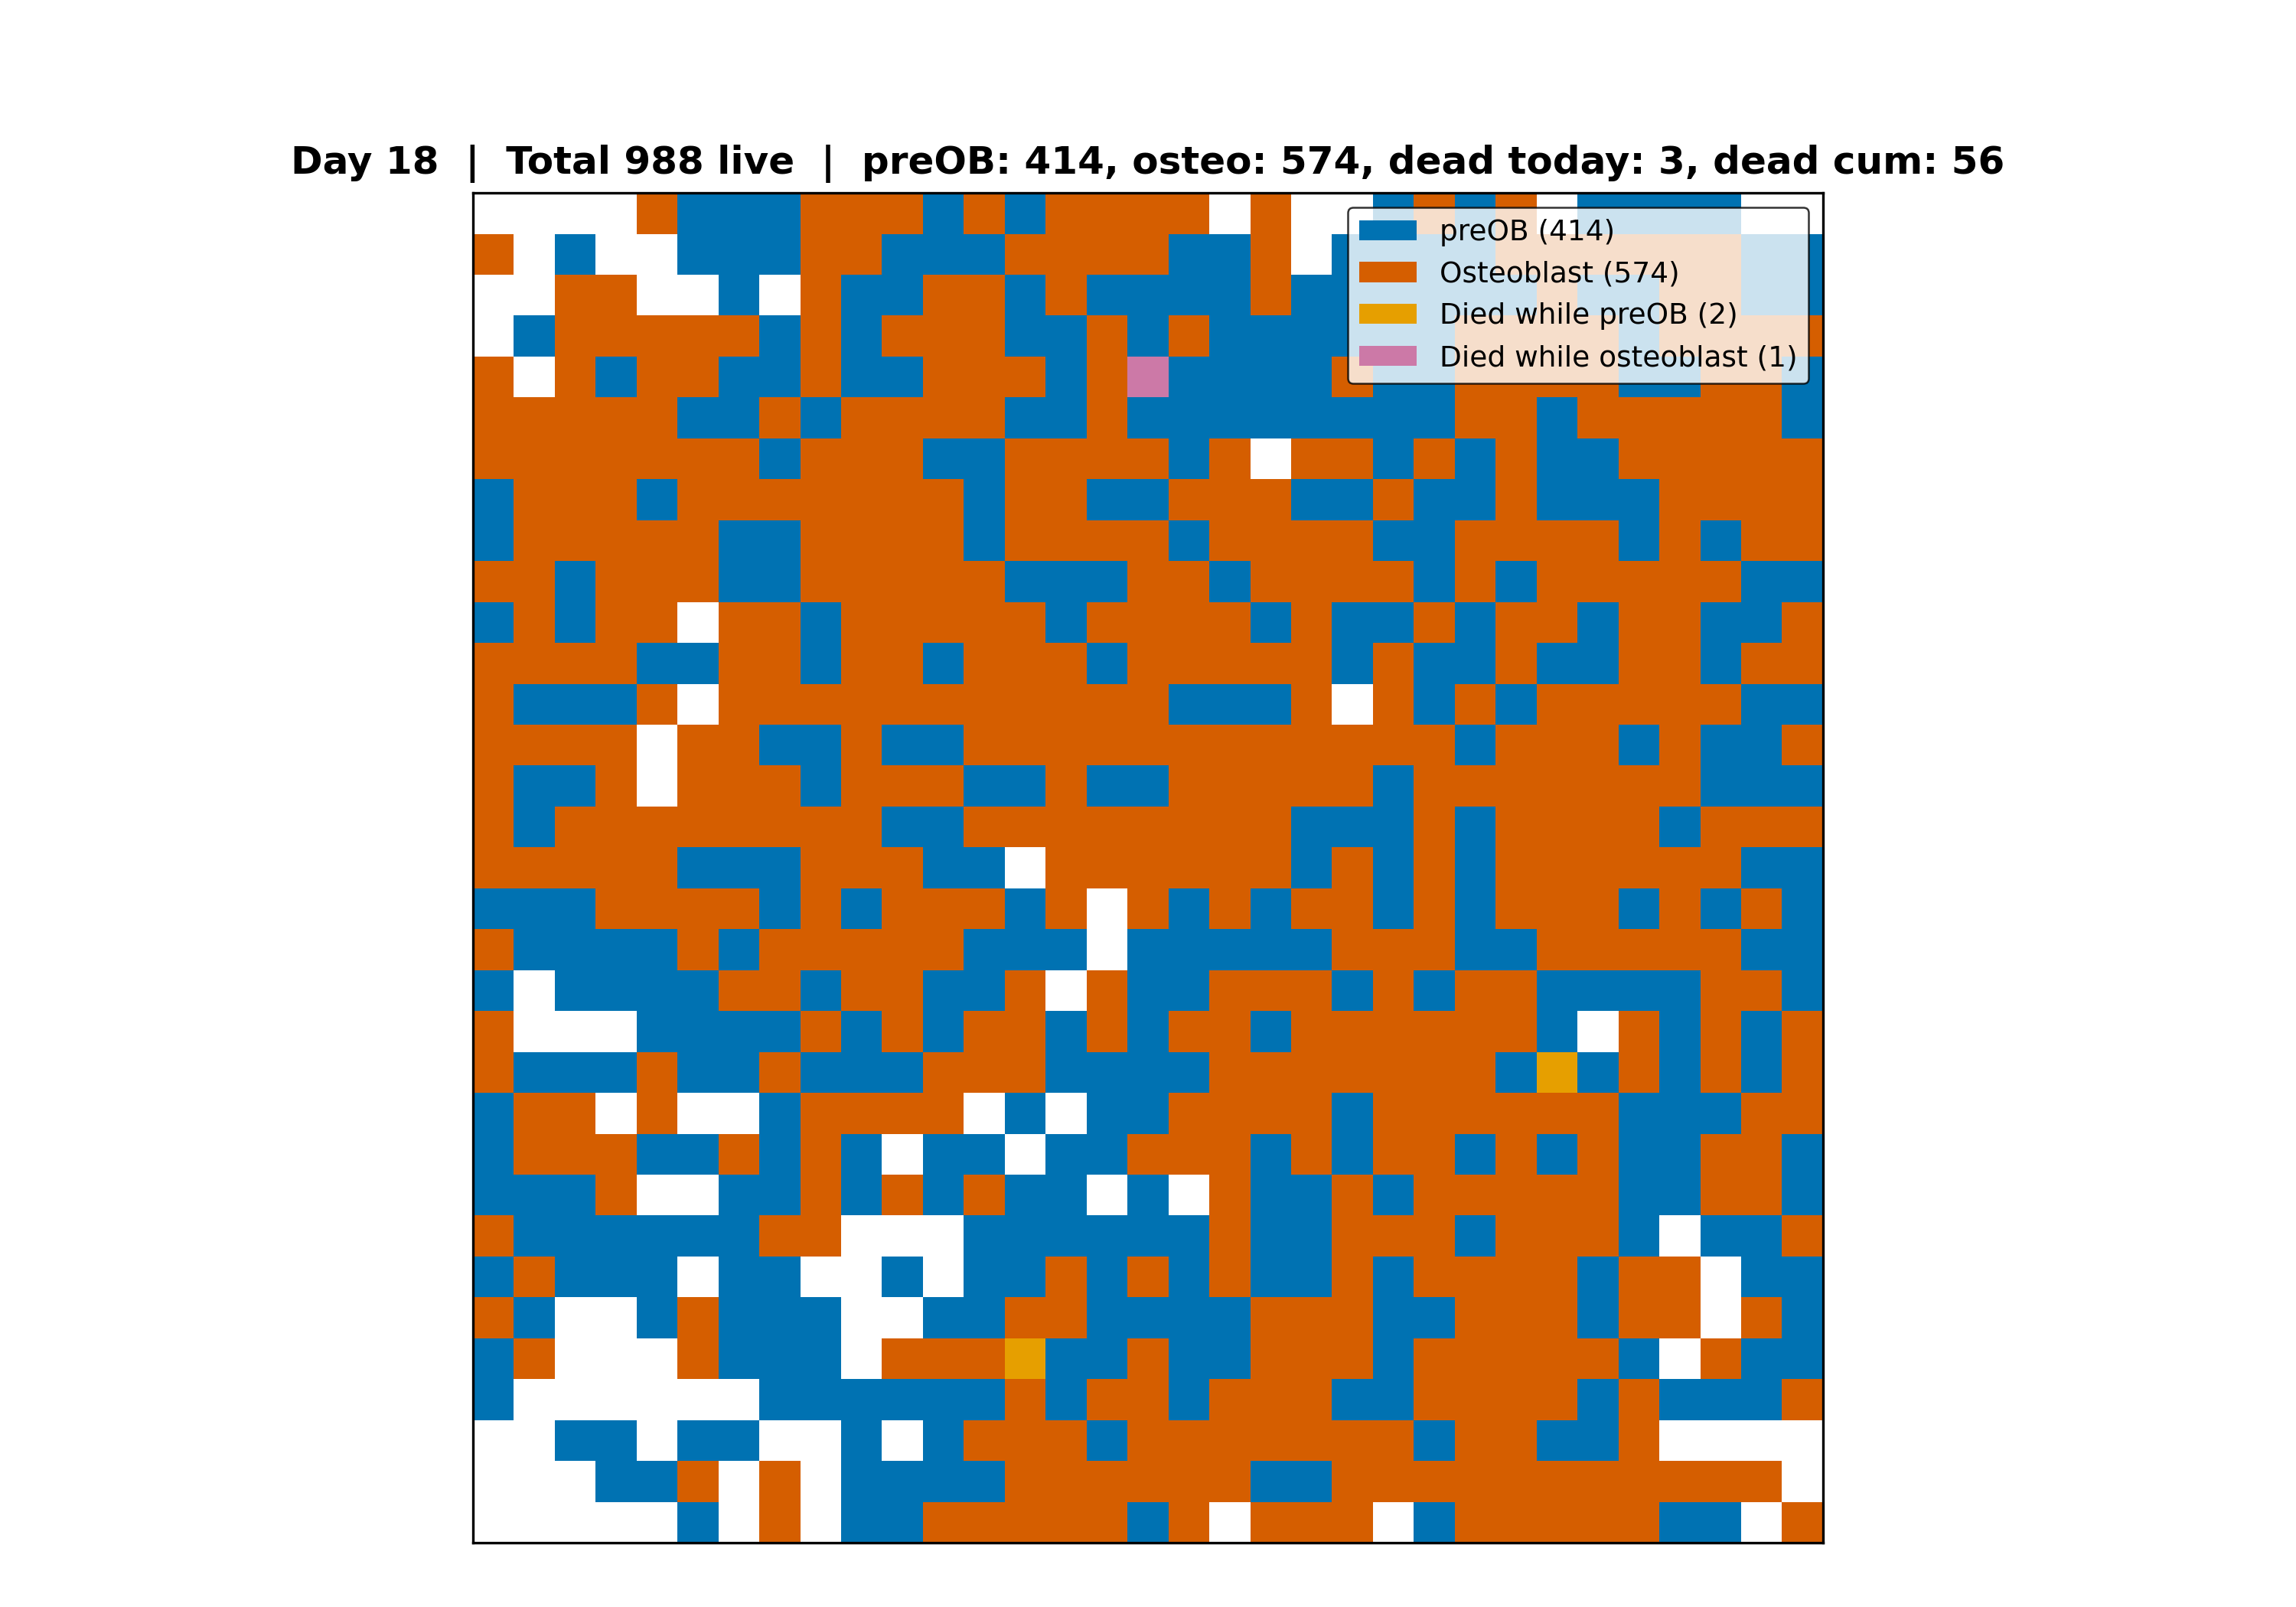 Day 18 | Total 988 live | preOB: 414, osteo: 574, dead today: 3, dead cum: 56
preOB (414)
Osteoblast (574)
Died while preOB (2)
Died while osteoblast (1)